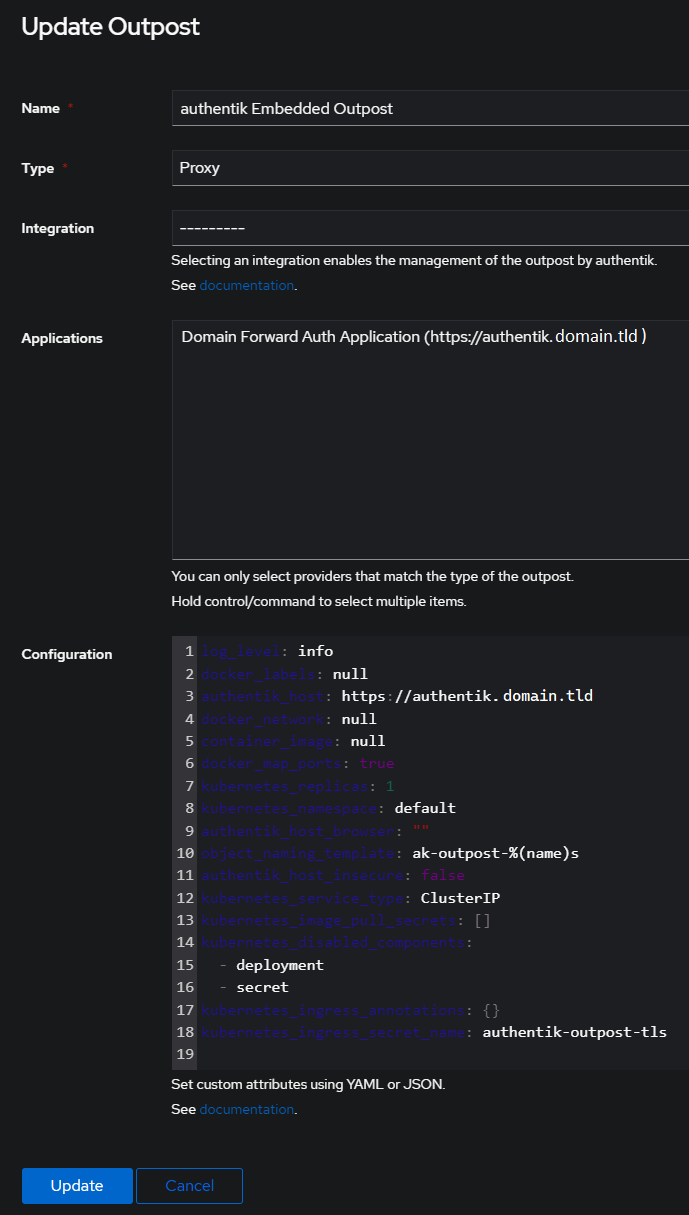 Update Outpost
Name *
authentik Embedded Outpost
Type *
Proxy
Integration
---------
Selecting an integration enables the management of the outpost by authentik.
See documentation.
Applications
Domain Forward Auth Application (https://authentik.domain.tld )
You can only select providers that match the type of the outpost.
Hold control/command to select multiple items.
Configuration
1 log_level: info
2 docker_labels: null
3 authentik_host: https://authentik.domain.tld
4 docker_network: null
5 container_image: null
6 docker_map_ports: true
7 kubernetes_replicas: 1
8 kubernetes_namespace: default
9 authentik_host_browser: ""
10 object_naming_template: ak-outpost-%(name)s
11 authentik_host_insecure: false
12 kubernetes_service_type: ClusterIP
13 kubernetes_image_pull_secrets: []
14 kubernetes_disabled_components:
15 - deployment
16 - secret
17 kubernetes_ingress_annotations: {}
18 kubernetes_ingress_secret_name: authentik-outpost-tls
19
Set custom attributes using YAML or JSON.
See documentation.
Update
Cancel